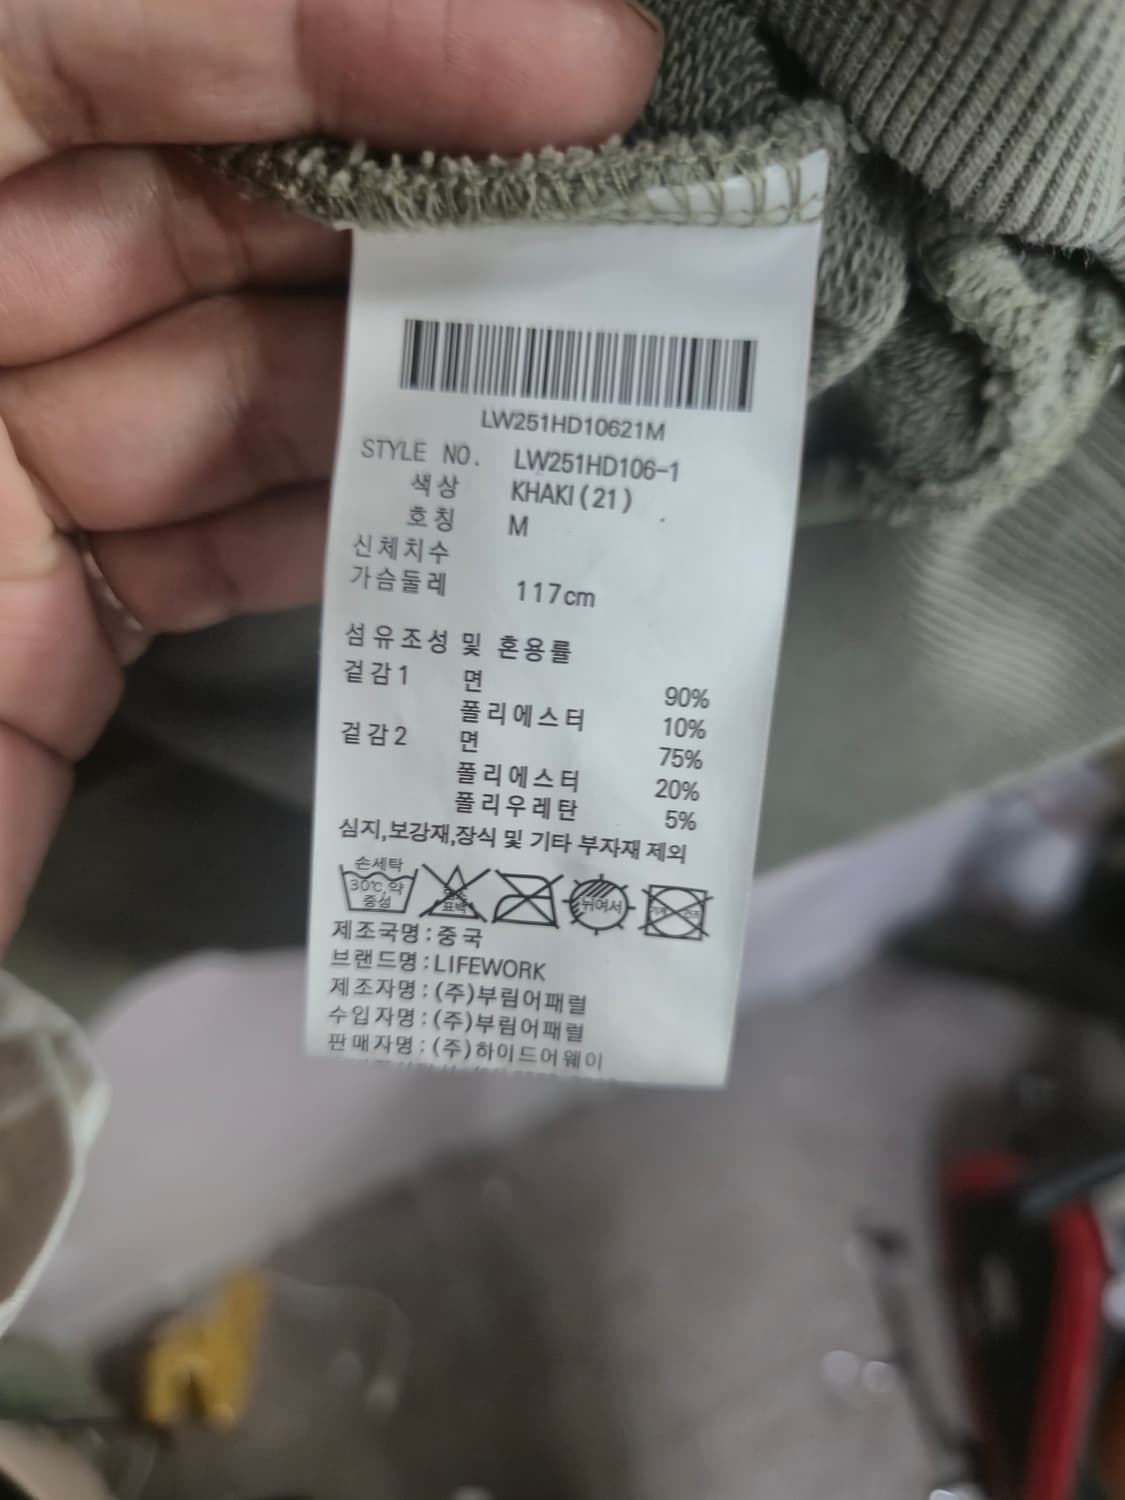 LW251HD10621M
STYLE NO. LW251HD106-1
색상 KHAKI(21)
호칭 M
신체치수
가슴둘레 117cm
섬유조성 및 혼용률
겉감1 면 90%
폴리에스터 10%
겉감2 면 75%
폴리에스터 20%
폴리우레탄 5%
심지,보강재,장식 및 기타 부자재 제외
손세탁
30℃,약
중성
표백
뉘어서
제조국명:중국
브랜드명:LIFEWORK
제조자명:(주)부림어패럴
수입자명:(주)부림어패럴
판매자명:(주)하이드어웨이